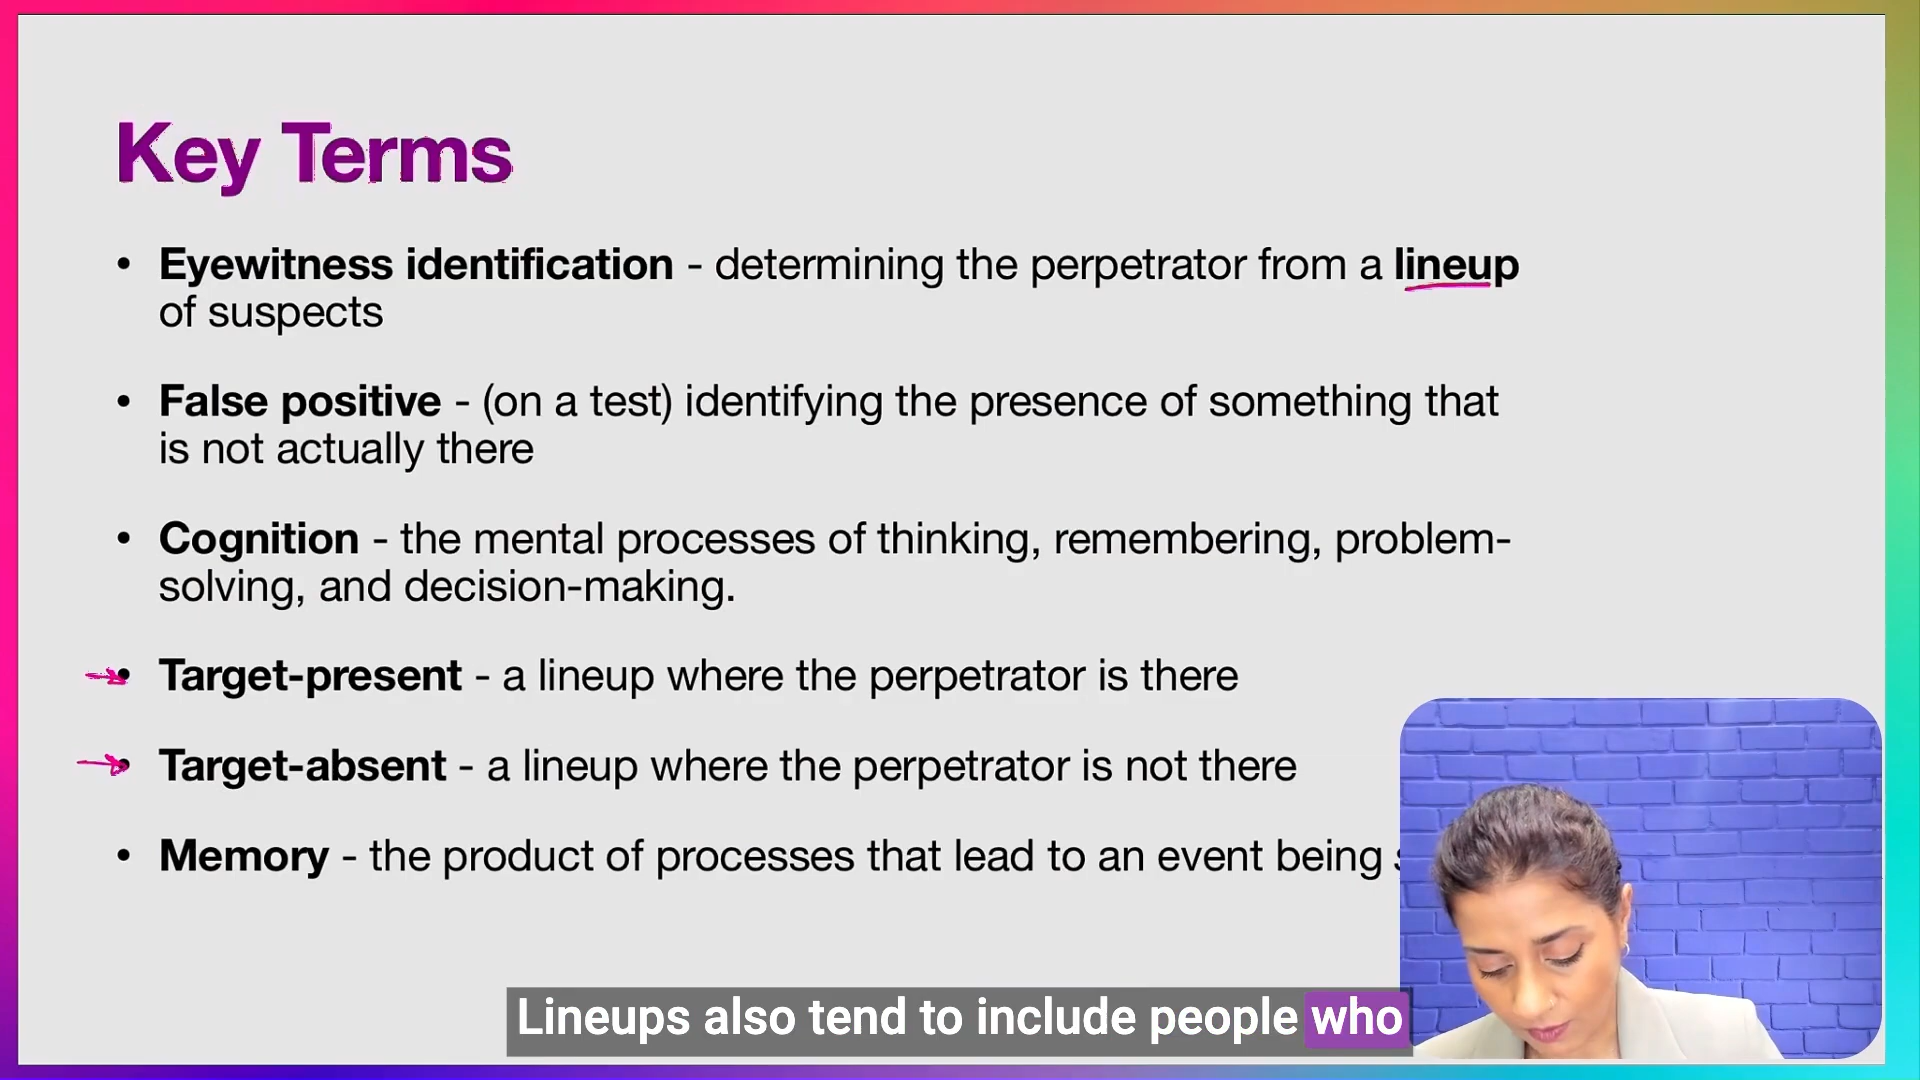 Key Terms
• Eyewitness identification - determining the perpetrator from a lineup
of suspects
• False positive - (on a test) identifying the presence of something that
is not actually there
• Cognition - the mental processes of thinking, remembering, problem-
solving, and decision-making.
• Target-present - a lineup where the perpetrator is there
• Target-absent - a lineup where the perpetrator is not there
• Memory - the product of processes that lead to an event being
Lineups also tend to include people who